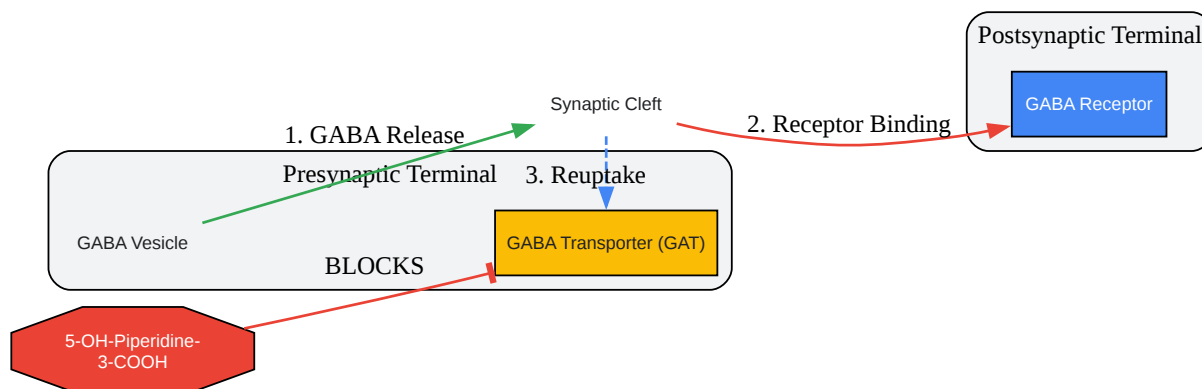 Postsynaptic Terminal
GABA Receptor
Synaptic Cleft
1. GABA Release
2. Receptor Binding
Presynaptic Terminal
3. Reuptake
GABA Vesicle
GABA Transporter (GAT)
BLOCKS
5-OH-Piperidine-
3-COOH